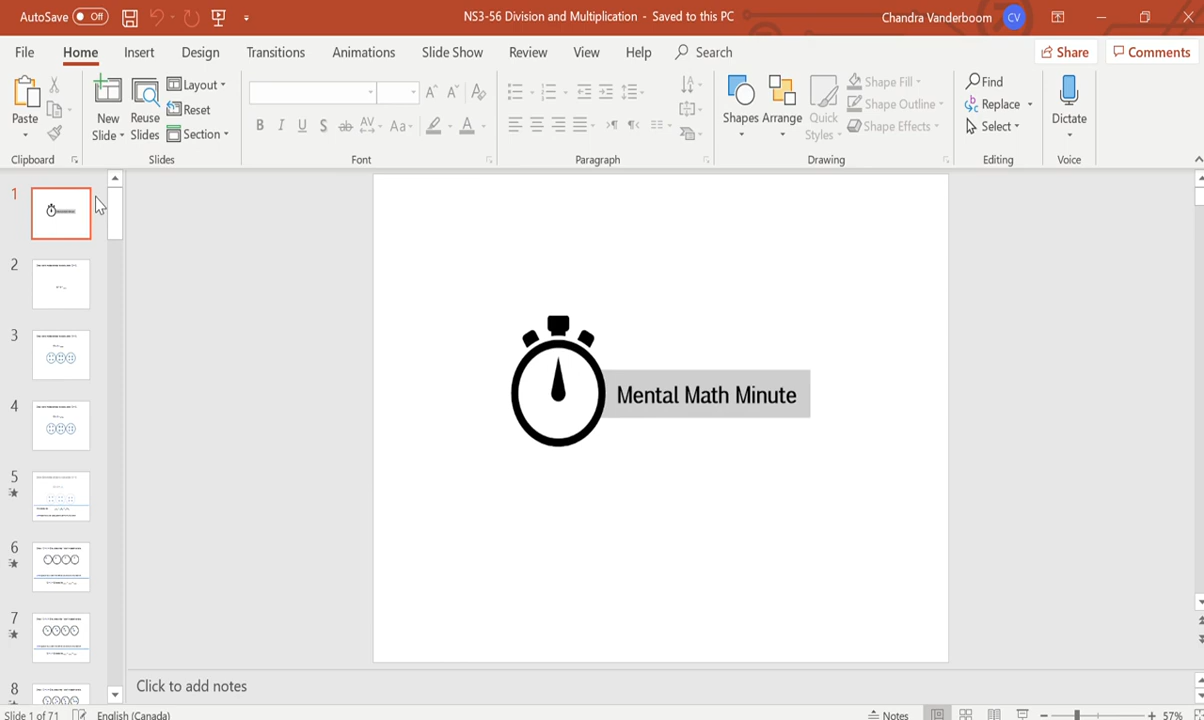 AutoSave Off NS3-56 Division and Multiplication - Saved to this PC Chandra Vanderboom CV
File Home Insert Design Transitions Animations Slide Show Review View Help Search Share Comments
Paste
New Slide
Reuse Slides
Layout
Reset
Section
B I U S ab AV Aa A
Shapes
Arrange
Quick Styles
Shape Fill
Shape Outline
Shape Effects
Find
Replace
Select
Dictate
Clipboard Slides Font Paragraph Drawing Editing Voice
1
2
3
4
5
6
7
8
Mental Math Minute
Click to add notes
Slide 1 of 71 English (Canada) Notes 57%